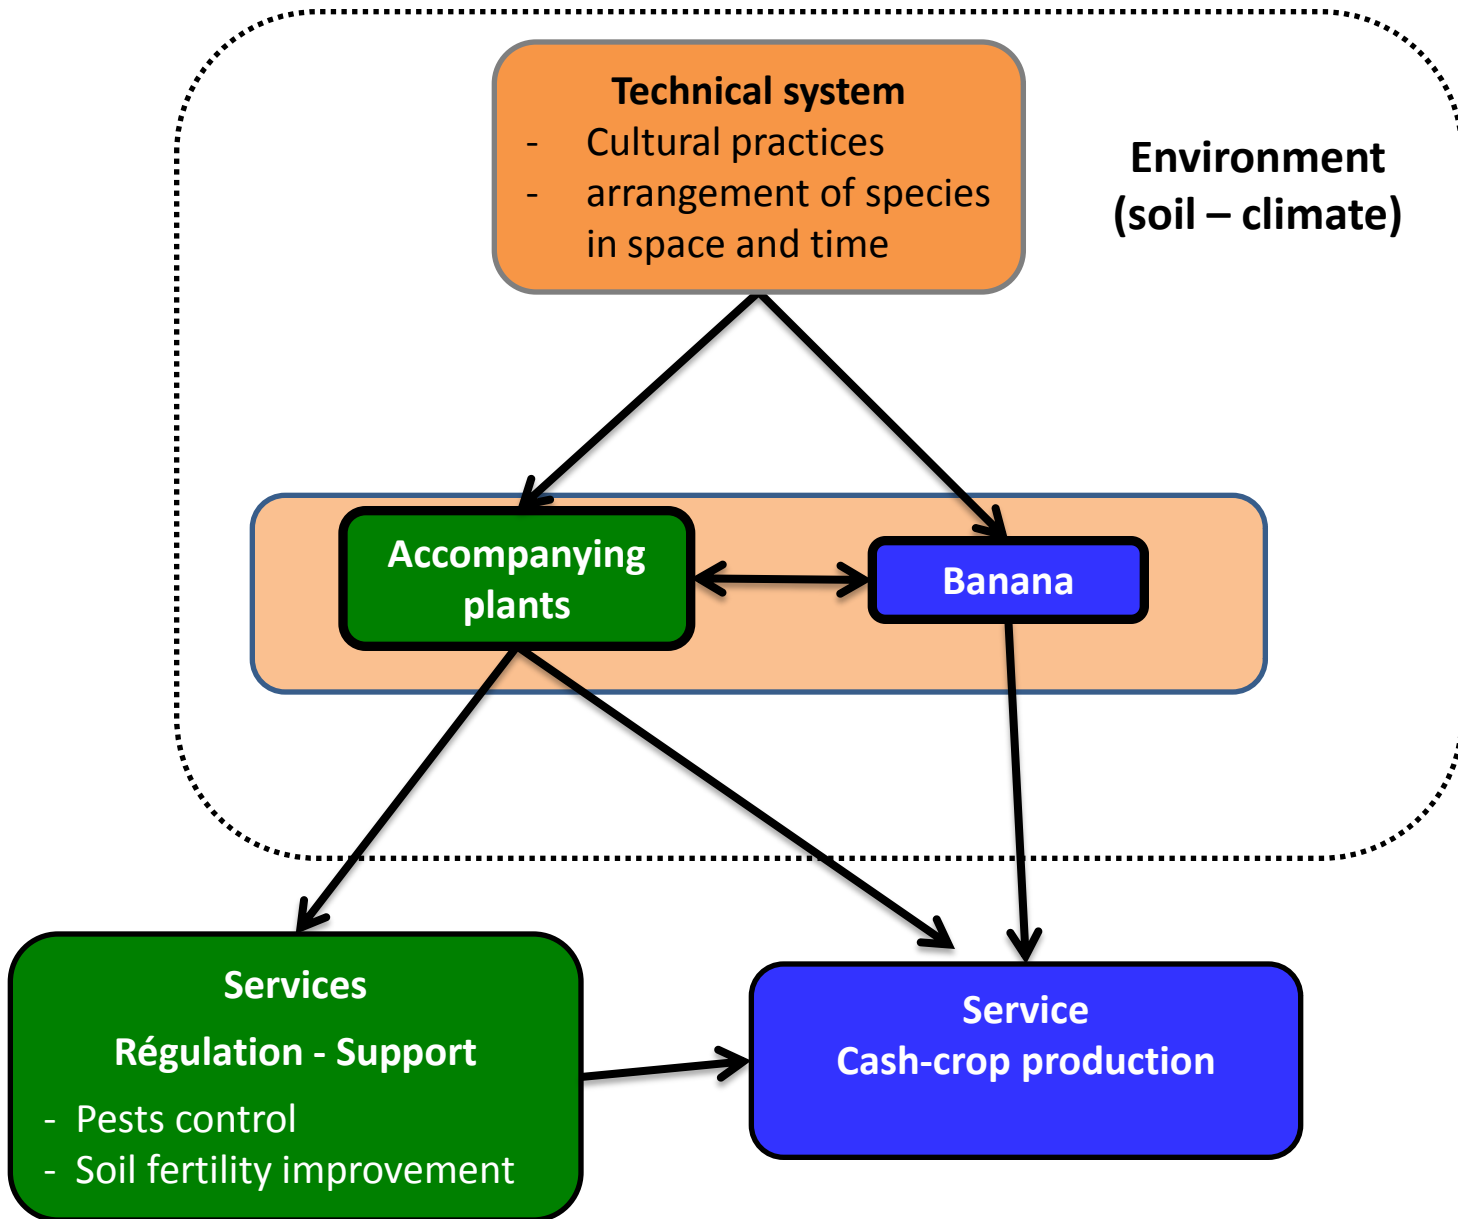 Technical system
- Cultural practices
- arrangement of species
in space and time
Environment
(soil – climate)
Accompanying
plants
Banana
Services
Régulation - Support
- Pests control
- Soil fertility improvement
Service
Cash-crop production